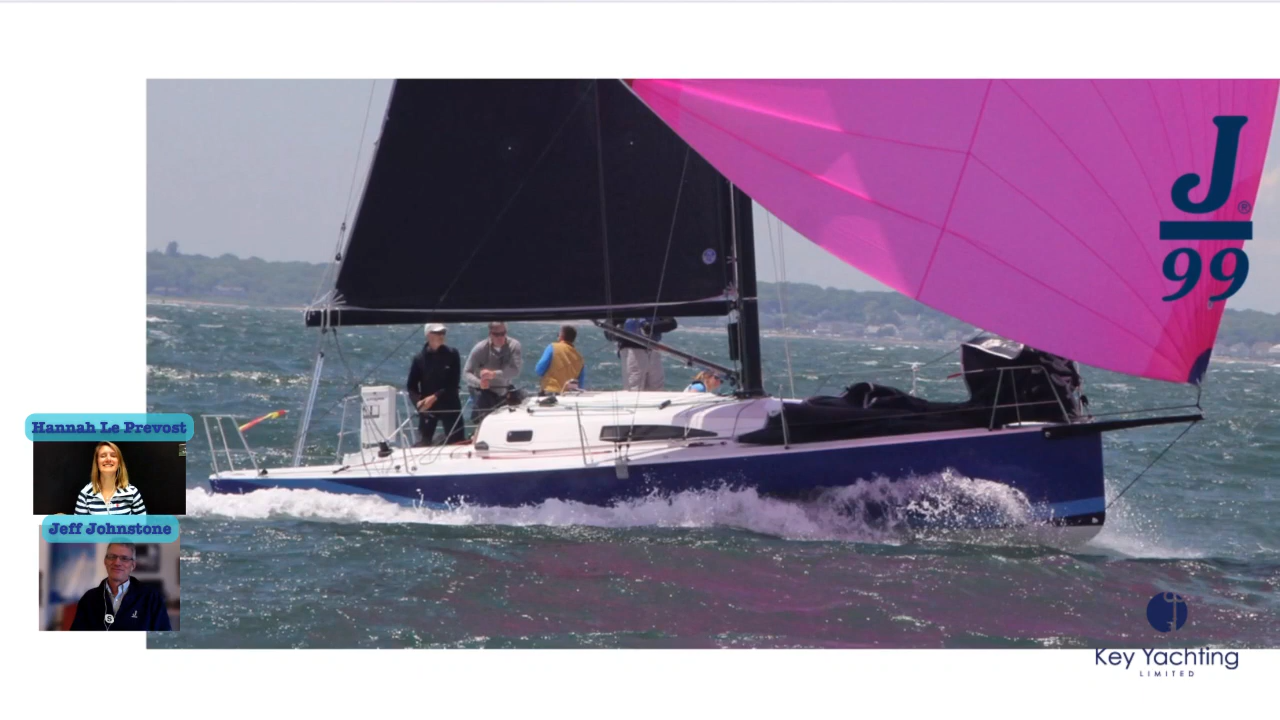 J®
99
Hannah Le Prevost
Jeff Johnstone
Key Yachting
LIMITED